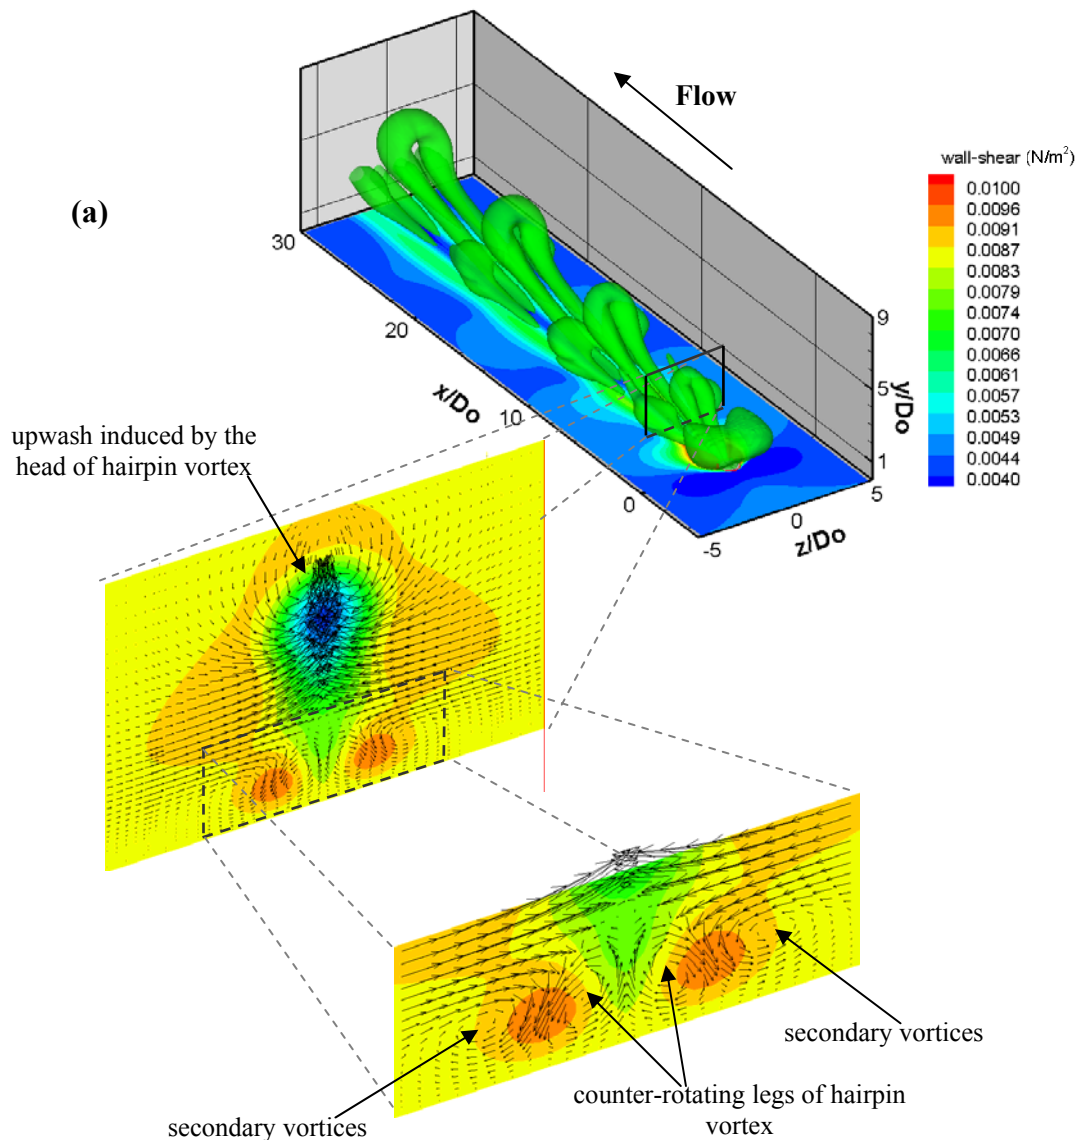 Flow
wall-shear (N/m²)
0.0100
0.0096
0.0091
0.0087
0.0083
0.0079
0.0074
0.0070
0.0066
0.0061
0.0057
0.0053
0.0049
0.0044
0.0040
(a)
30
20
10
0
x/Do
-5
0
5
z/Do
9
5
1
y/Do
upwash induced by the
head of hairpin vortex
secondary vortices
counter-rotating legs of hairpin
vortex
secondary vortices